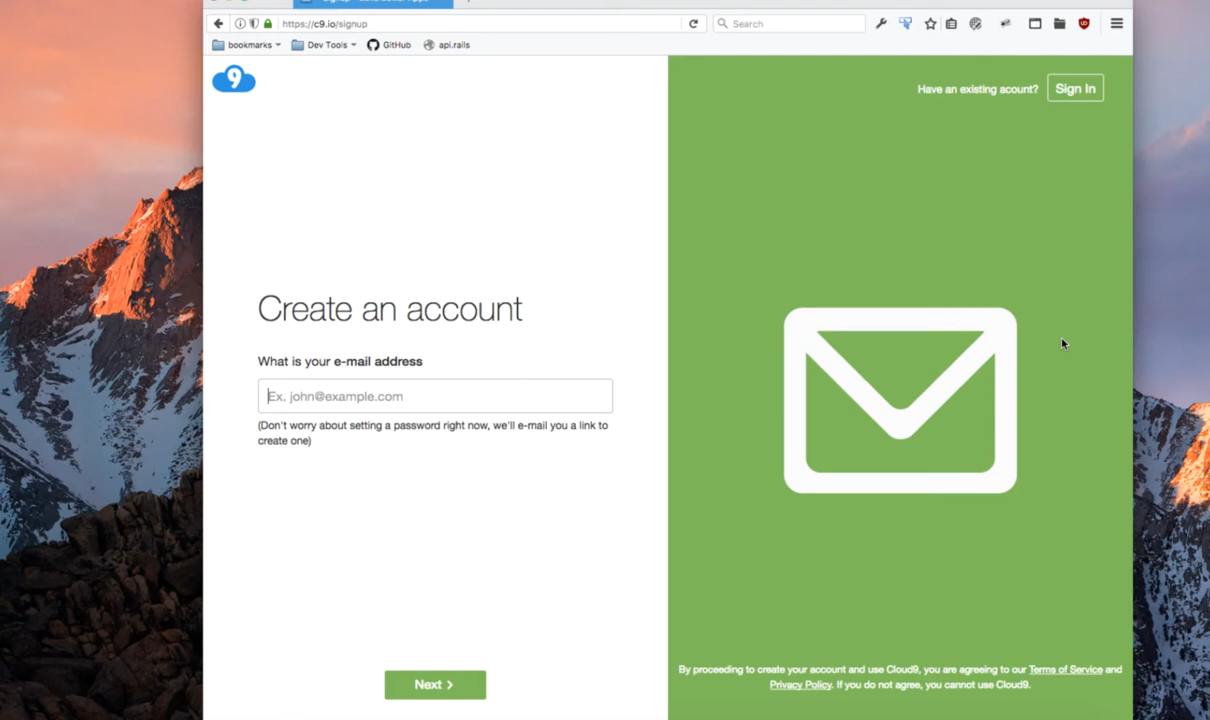 https://c9.io/signup
Search
bookmarks
Dev Tools
GitHub
api.rails
9
Have an existing acount?
Sign In
Create an account
What is your e-mail address
Ex. john@example.com
(Don't worry about setting a password right now, we'll e-mail you a link to
create one)
Next
By proceeding to create your account and use Cloud9, you are agreeing to our Terms of Service and
Privacy Policy. If you do not agree, you cannot use Cloud9.